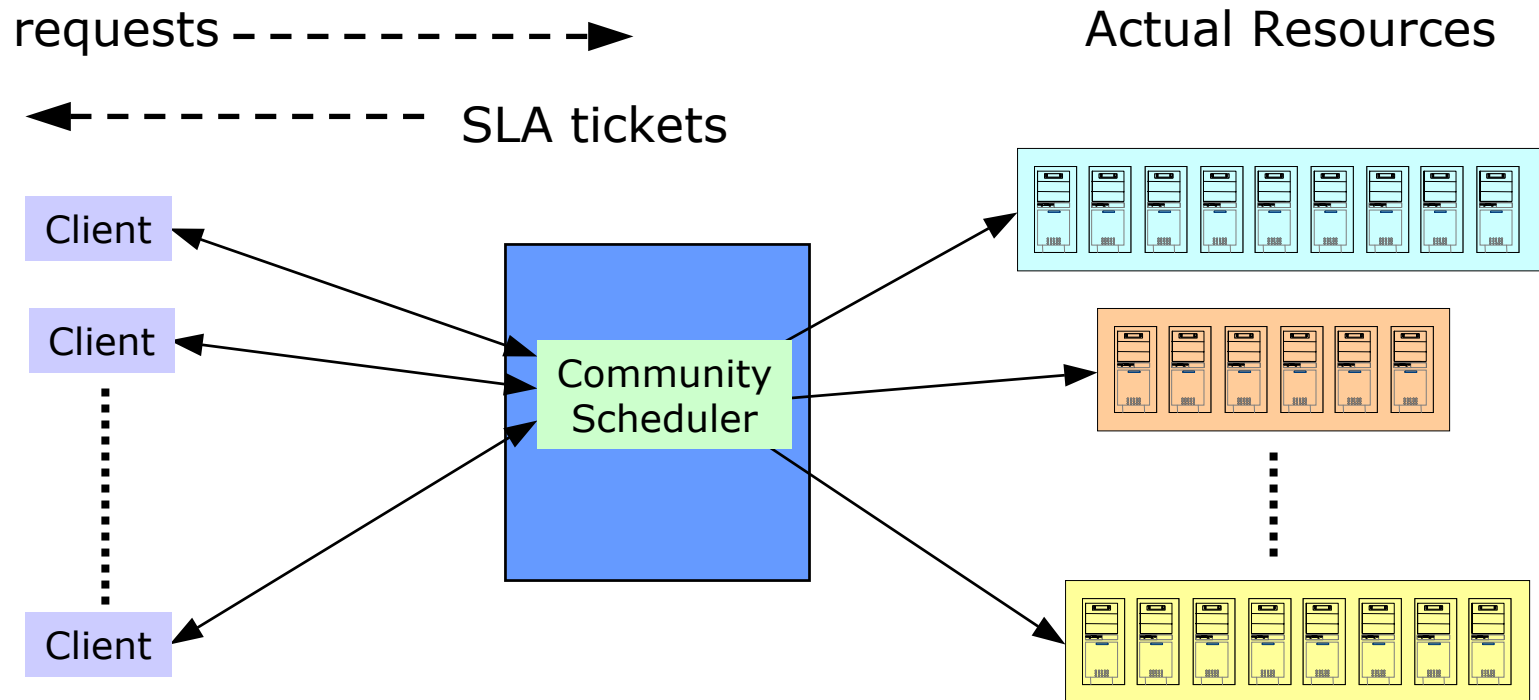 requests
Actual Resources
SLA tickets
Client
Client
Community
Scheduler
Client